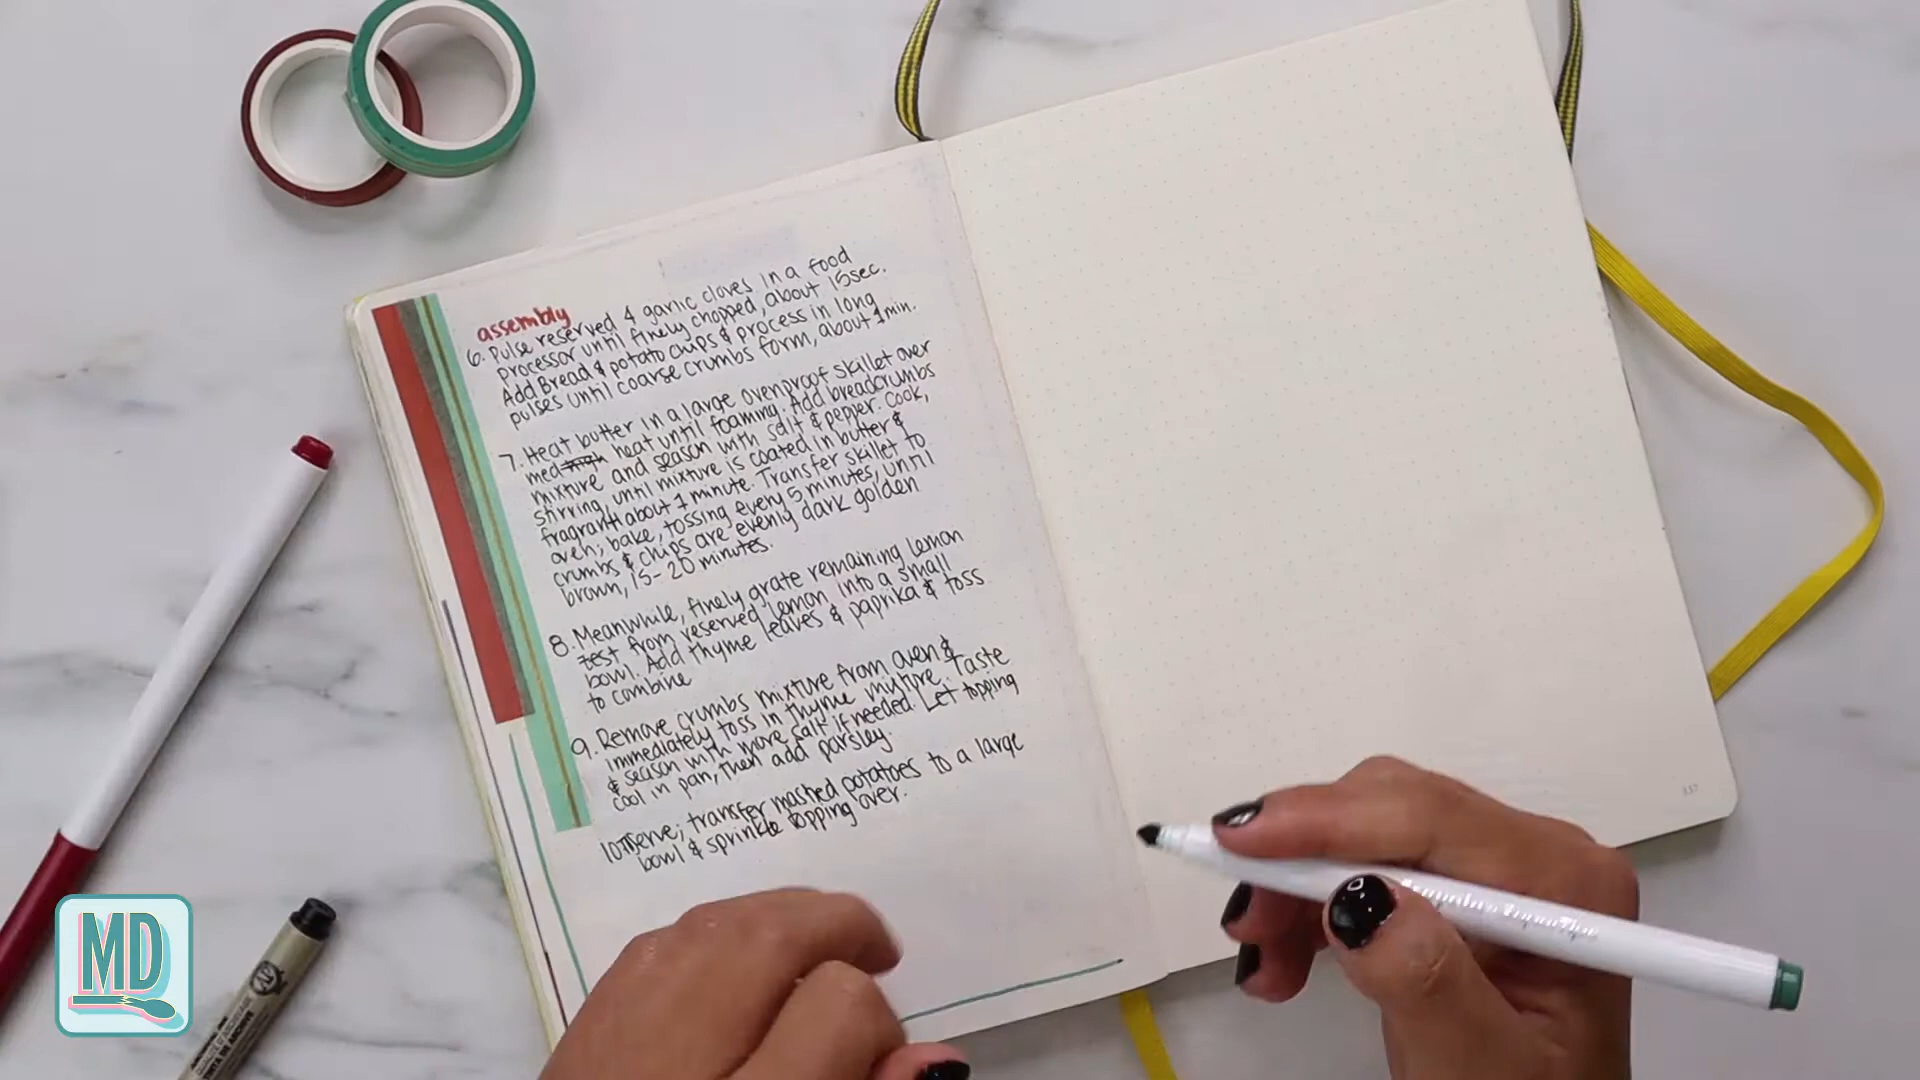 assembly
6. Pulse reserved & garlic cloves in a food
processor until finely chopped, about 15sec.
Add Bread & potato chips & process in long
pulses until coarse crumbs form, about 1min.
7. Heat butter in a large ovenproof skillet over
med heat until foaming. Add breadcrumbs
mixture and season with salt & pepper. Cook,
stirring, until mixture is coated in butter &
fragrant about 1 minute. Transfer skillet to
oven; bake, tossing every 5 minutes, until
crumbs & chips are evenly dark golden
brown, 15-20 minutes.
8. Meanwhile, finely grate remaining lemon
zest from reserved lemon into a small
bowl. Add thyme leaves & paprika & toss
to combine
9. Remove crumbs mixture from oven &
immediately toss in thyme mixture. Taste
& season with more salt if needed. Let topping
cool in pan, then add parsley.
10. To serve; transfer mashed potatoes to a large
bowl & sprinkle topping over.
237
MD